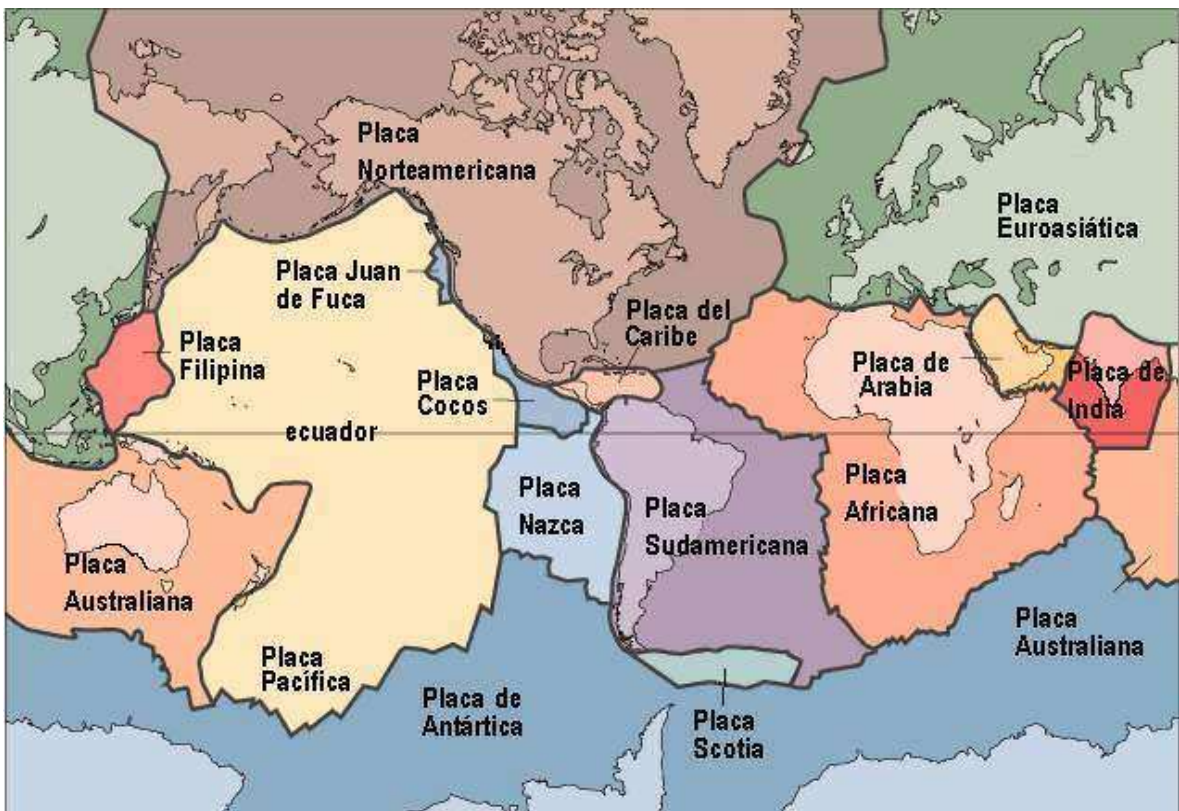 Placa
Norteamericana
Placa
Euroasiática
Placa Juan
de Fuca
Placa del
Caribe
Placa
Filipina
Placa de
Arabia
Placa de
India
Placa
Cocos
ecuador
Placa
Nazca
Placa
Sudamericana
Placa
Africana
Placa
Australiana
Placa
Australiana
Placa
Pacífica
Placa de
Antártica
Placa
Scotia